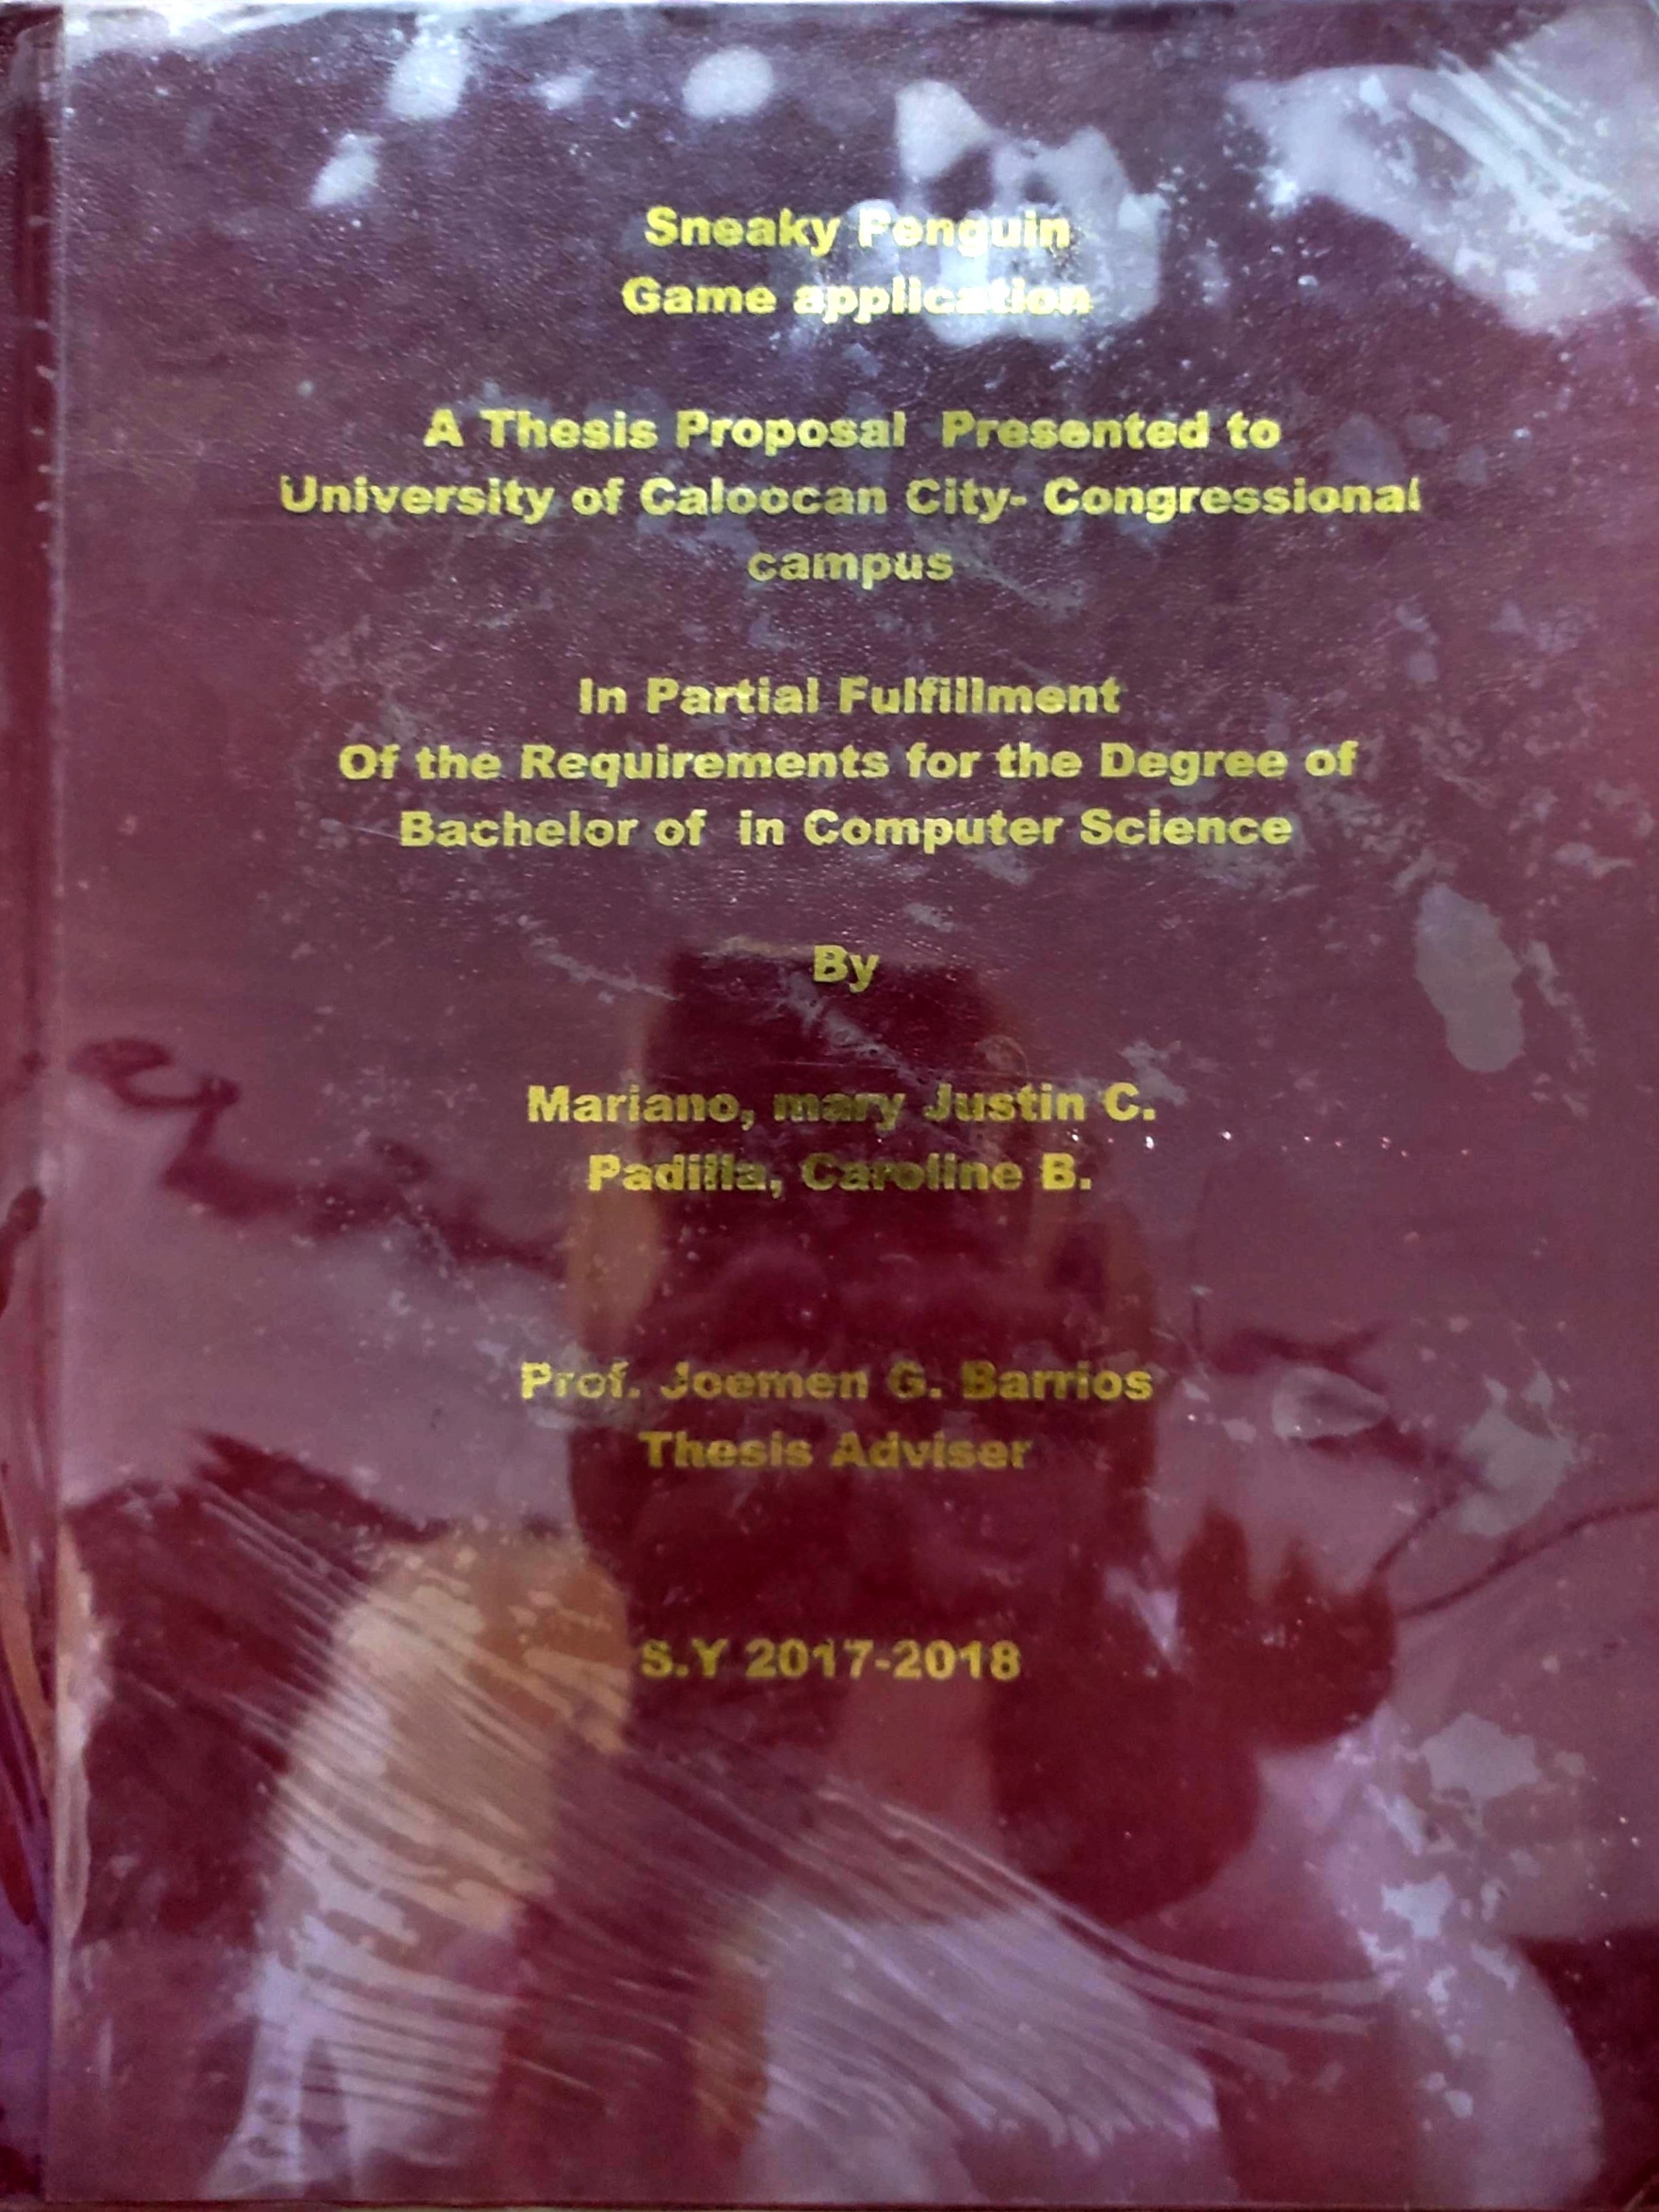 Sneaky Penguin
Game application
A Thesis Proposal Presented to
University of Caloocan City- Congressional
campus
In Partial Fulfillment
Of the Requirements for the Degree of
Bachelor of in Computer Science
By
Mariano, mary Justin C.
Padilla, Caroline B.
Prof. Joemen G. Barrios
Thesis Adviser
S.Y 2017-2018